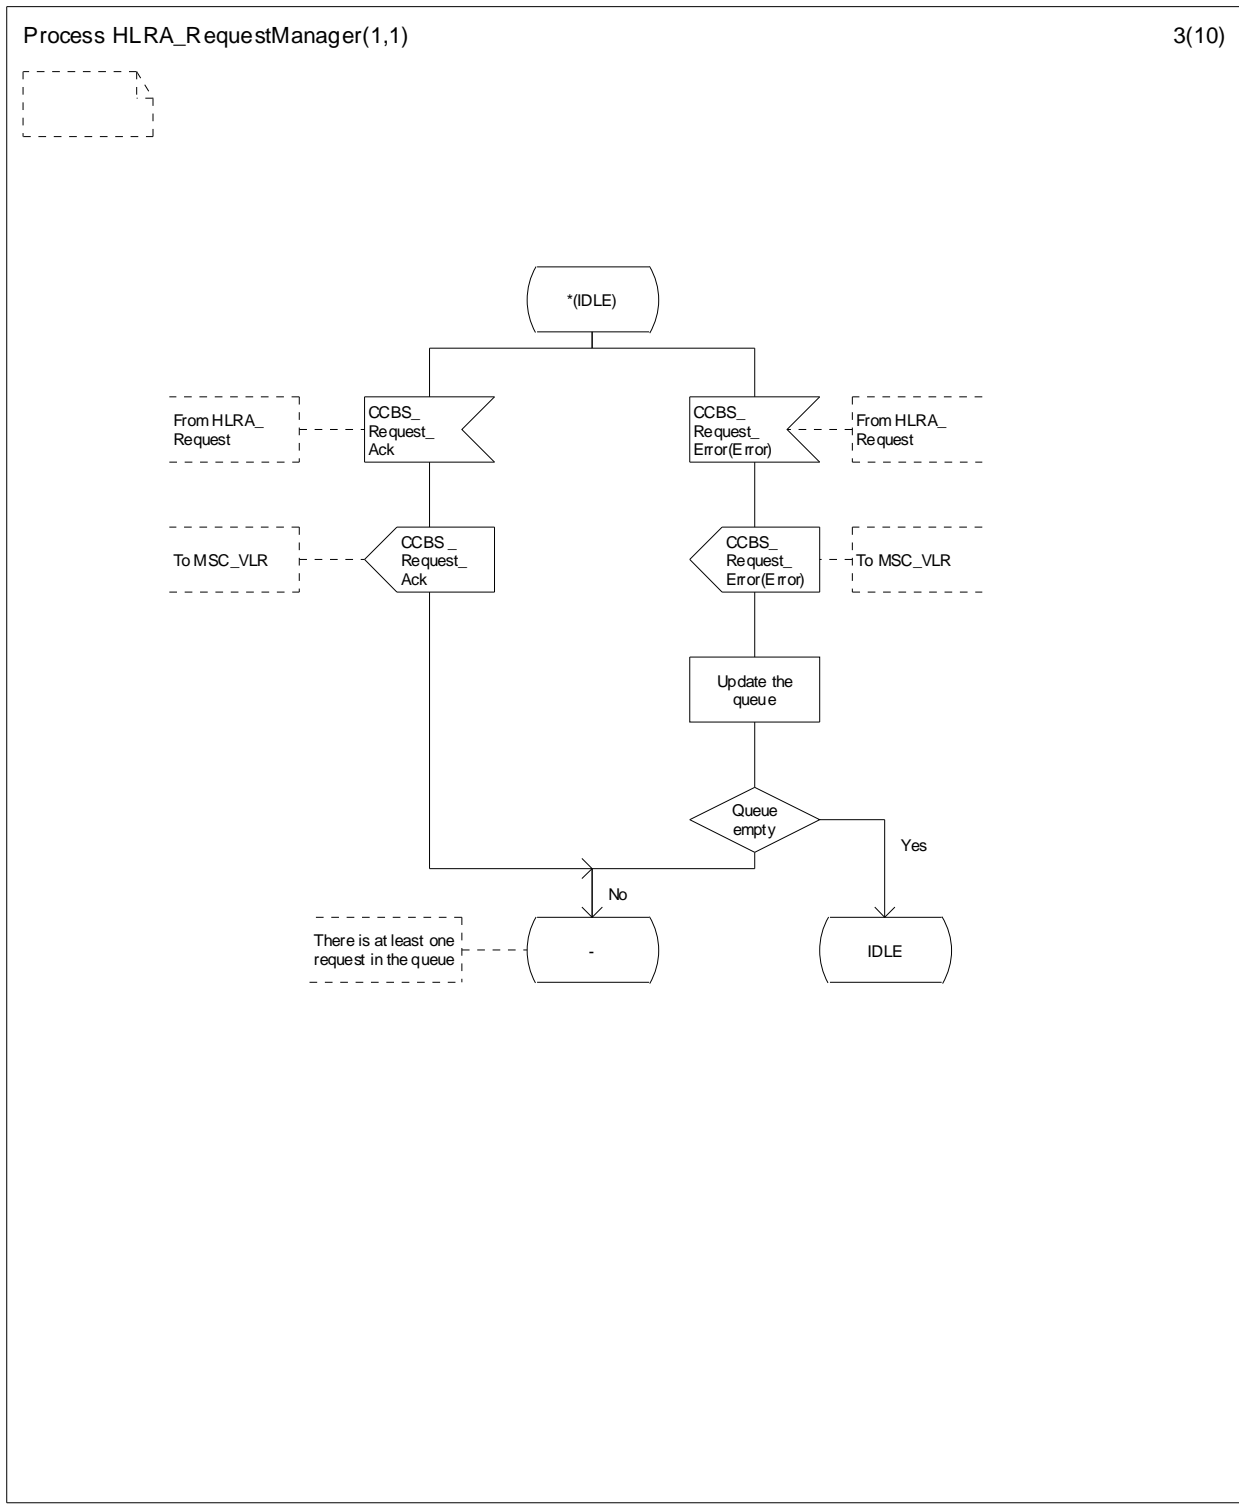 Process HLRA_RequestManager(1,1)
3(10)
*(IDLE)
From HLRA_
Request
CCBS_
Request_
Ack
CCBS_
Request_
Error(Error)
From HLRA_
Request
To MSC_VLR
CCBS_
Request_
Ack
CCBS_
Request_
Error(Error)
To MSC_VLR
Update the
queue
Queue
empty
Yes
No
There is at least one
request in the queue
-
IDLE